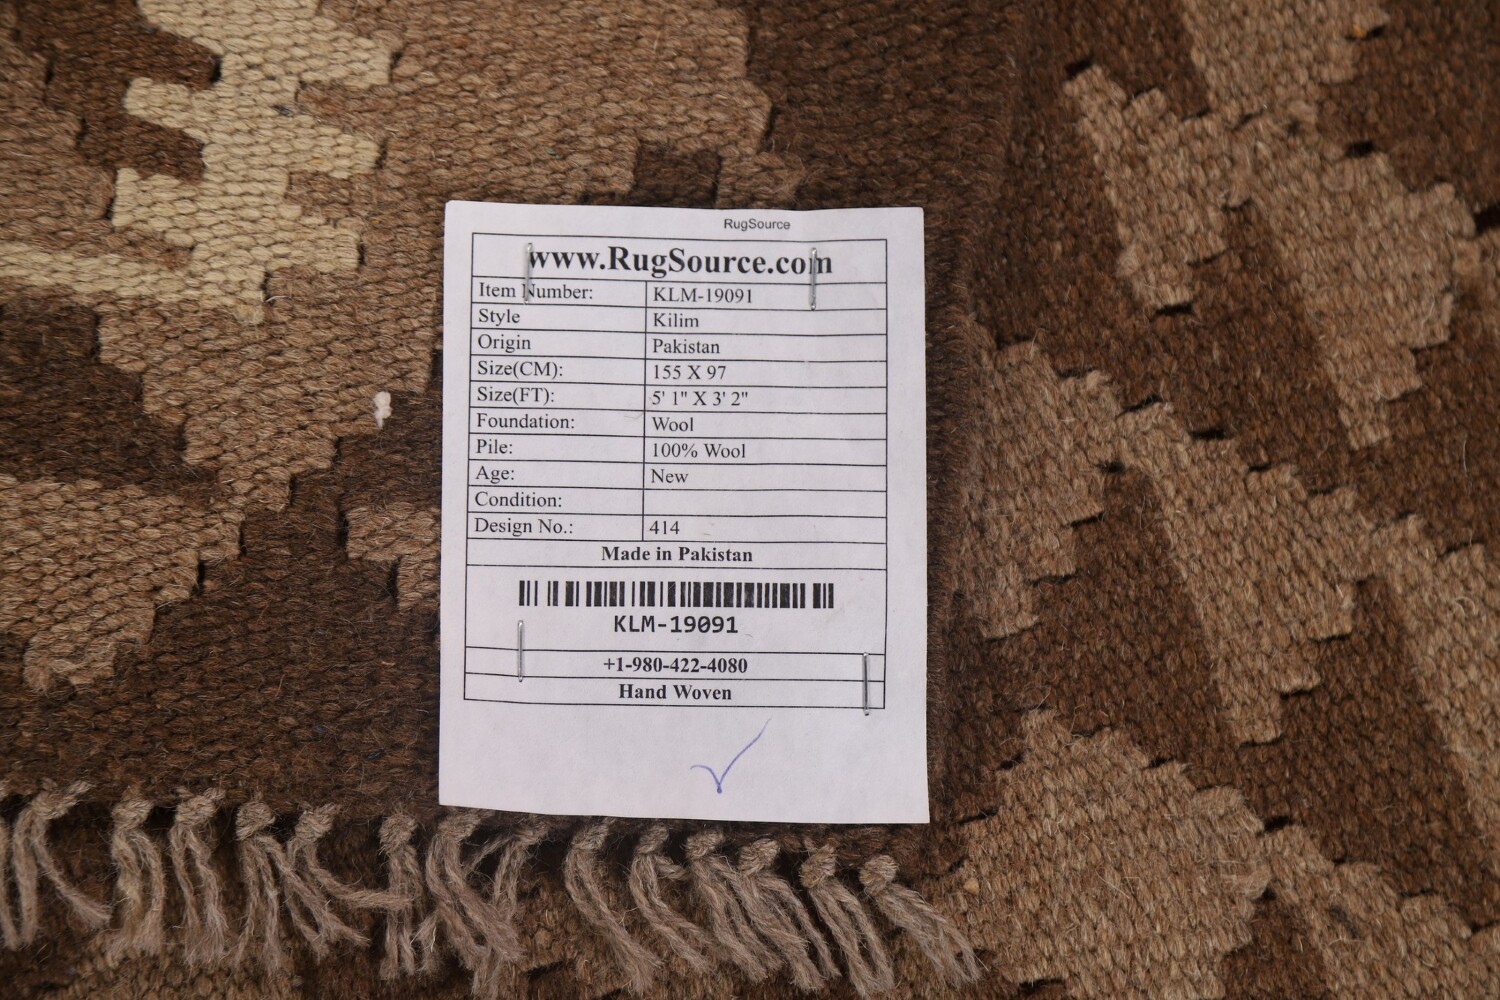 RugSource
www.RugSource.com
Item Number: KLM-19091
Style Kilim
Origin Pakistan
Size(CM): 155 X 97
Size(FT): 5' 1" X 3' 2"
Foundation: Wool
Pile: 100% Wool
Age: New
Condition:
Design No.: 414
Made in Pakistan
KLM-19091
+1-980-422-4080
Hand Woven